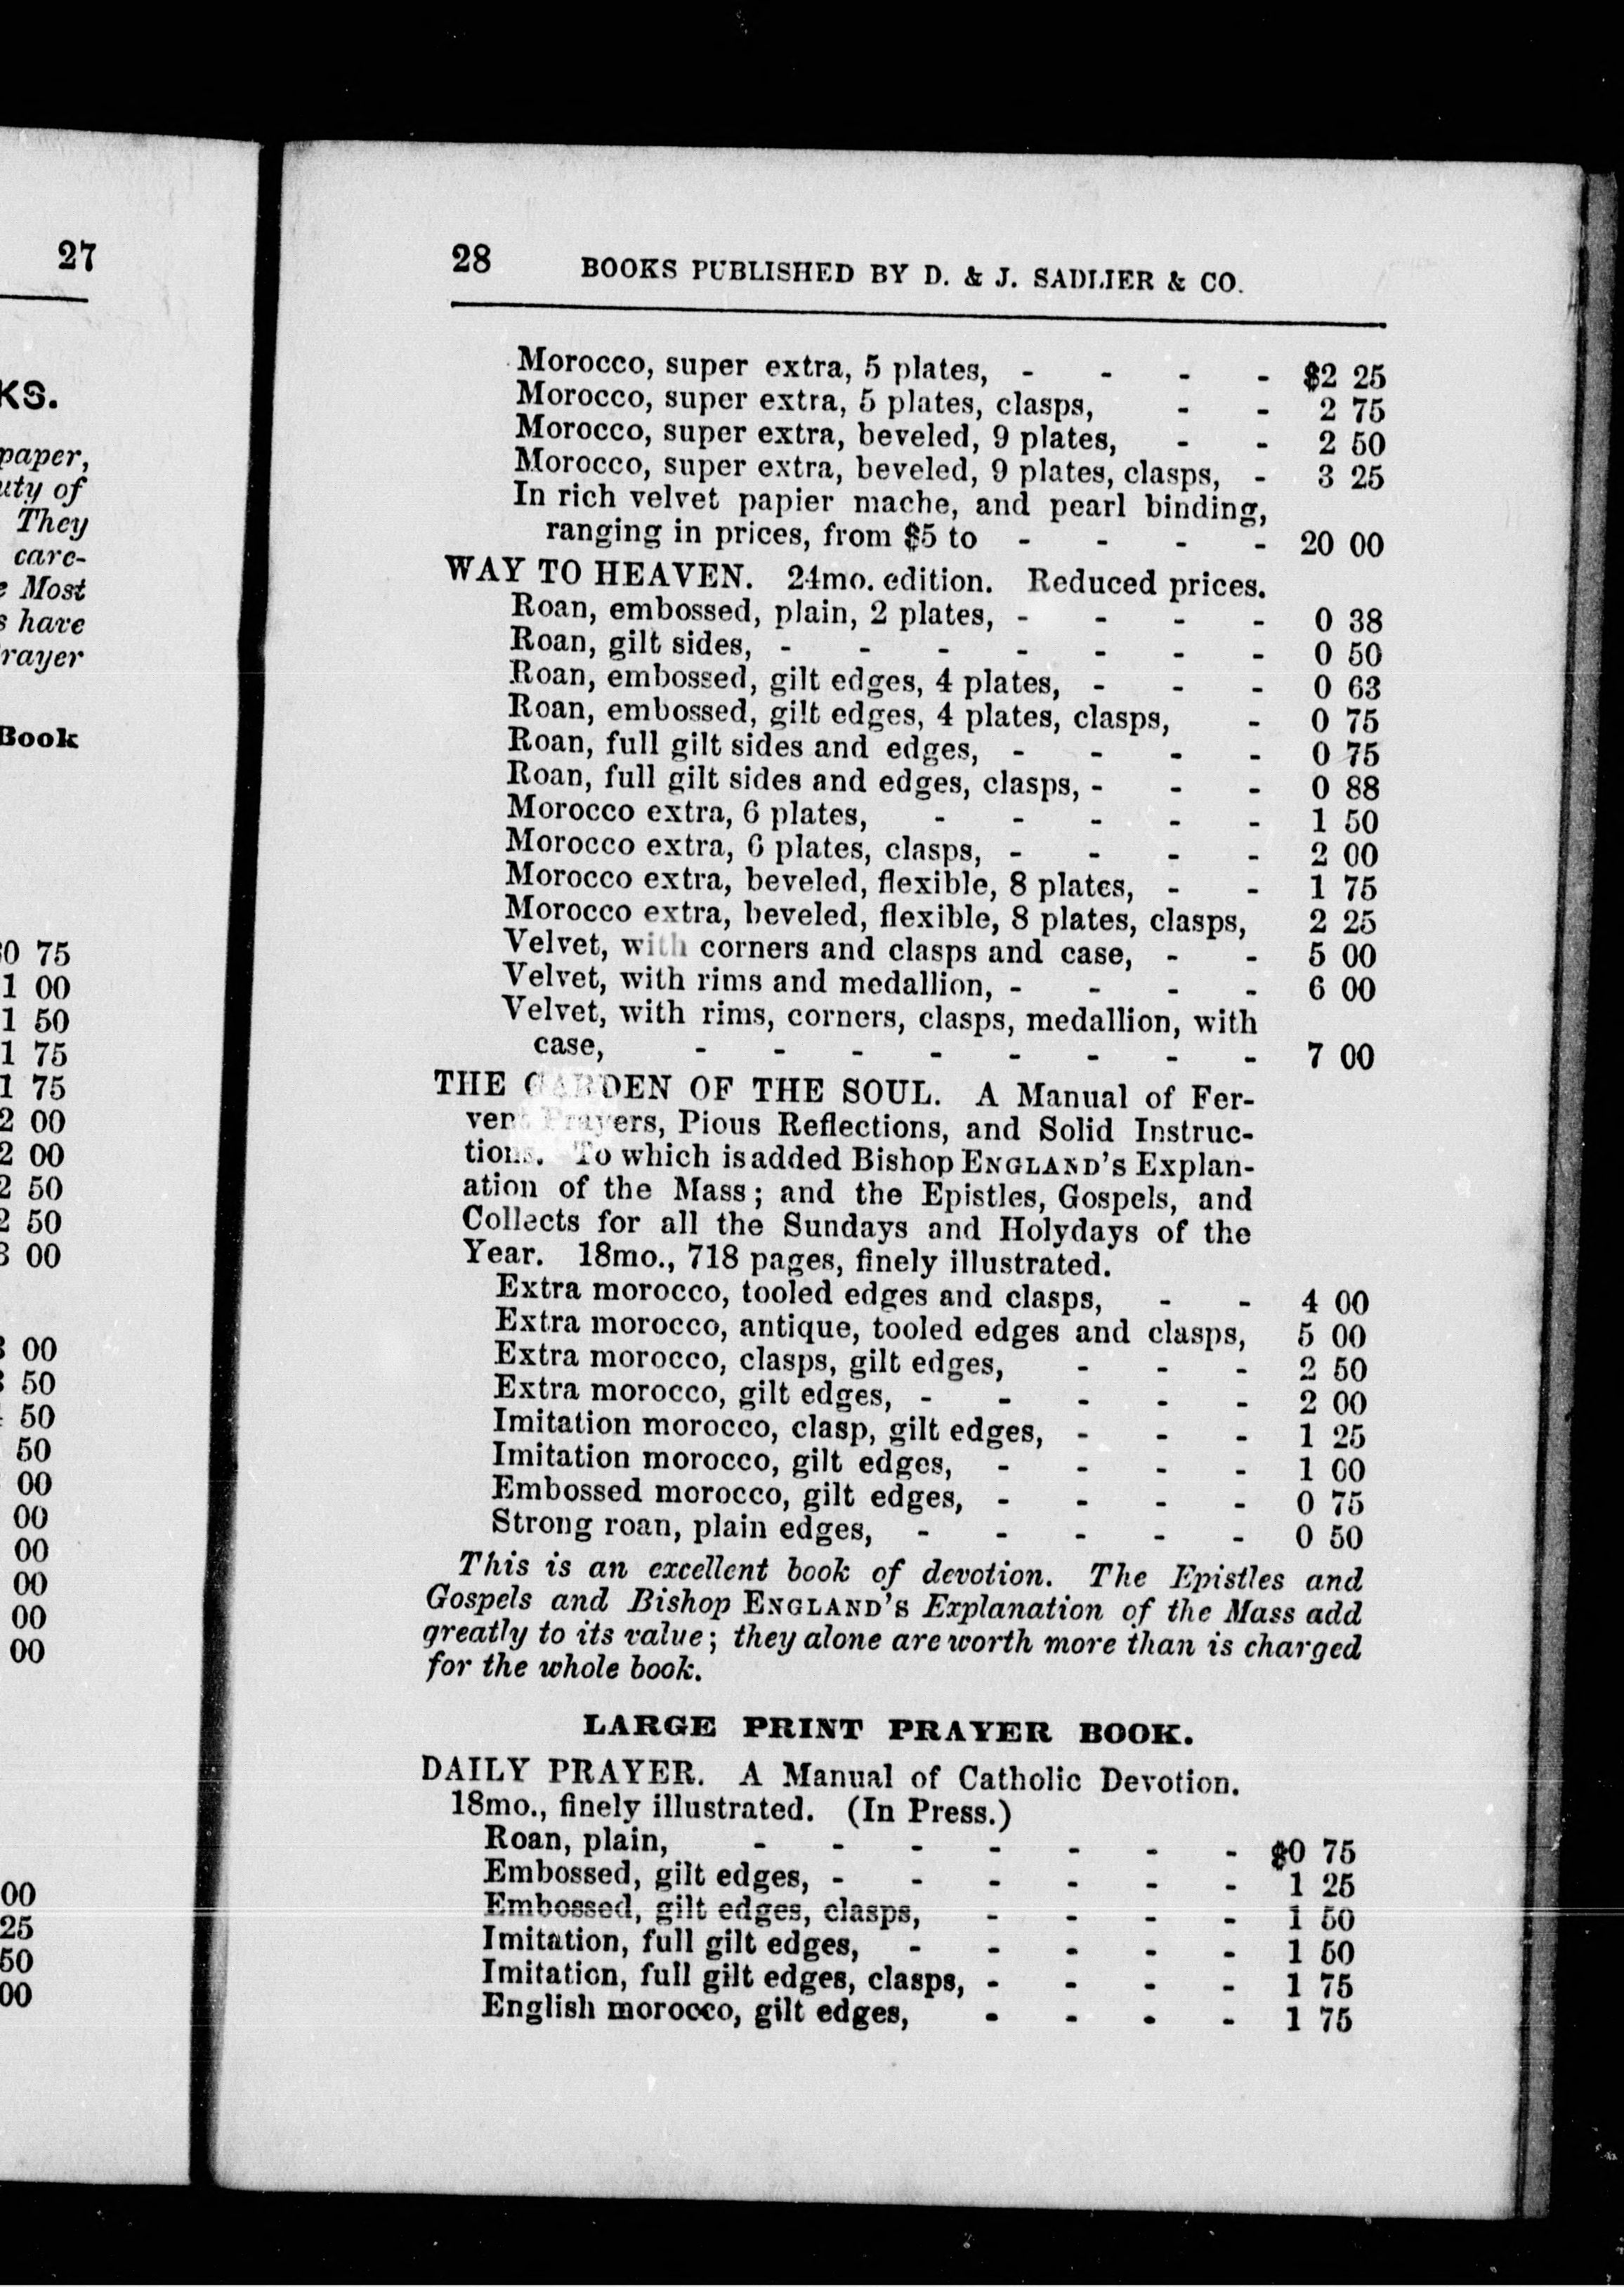 27
KS.
paper,
uty of
They
care-
e Most
s have
rayer
Book
0 75
1 00
1 50
1 75
1 75
2 00
2 00
2 50
2 50
3 00
00
50
50
50
00
00
00
00
00
00
00
25
50
00
28 BOOKS PUBLISHED BY D. & J. SADLIER & CO.
Morocco, super extra, 5 plates, - - - - $2 25
Morocco, super extra, 5 plates, clasps, - - 2 75
Morocco, super extra, beveled, 9 plates, - - 2 50
Morocco, super extra, beveled, 9 plates, clasps, - 3 25
In rich velvet papier mache, and pearl binding,
ranging in prices, from $5 to - - - - 20 00
WAY TO HEAVEN. 24mo. edition. Reduced prices.
Roan, embossed, plain, 2 plates, - - - - 0 38
Roan, gilt sides, - - - - - - - 0 50
Roan, embossed, gilt edges, 4 plates, - - - 0 63
Roan, embossed, gilt edges, 4 plates, clasps, - 0 75
Roan, full gilt sides and edges, - - - - 0 75
Roan, full gilt sides and edges, clasps, - - - 0 88
Morocco extra, 6 plates, - - - - - 1 50
Morocco extra, 6 plates, clasps, - - - - 2 00
Morocco extra, beveled, flexible, 8 plates, - - 1 75
Morocco extra, beveled, flexible, 8 plates, clasps, 2 25
Velvet, with corners and clasps and case, - - 5 00
Velvet, with rims and medallion, - - - - 6 00
Velvet, with rims, corners, clasps, medallion, with
case, - - - - - - - - 7 00
THE GARDEN OF THE SOUL. A Manual of Fer-
vent Prayers, Pious Reflections, and Solid Instruc-
tions. To which is added Bishop ENGLAND'S Explan-
ation of the Mass; and the Epistles, Gospels, and
Collects for all the Sundays and Holydays of the
Year. 18mo., 718 pages, finely illustrated.
Extra morocco, tooled edges and clasps, - - 4 00
Extra morocco, antique, tooled edges and clasps, 5 00
Extra morocco, clasps, gilt edges, - - - 2 50
Extra morocco, gilt edges, - - - - - 2 00
Imitation morocco, clasp, gilt edges, - - - 1 25
Imitation morocco, gilt edges, - - - - 1 00
Embossed morocco, gilt edges, - - - - 0 75
Strong roan, plain edges, - - - - - 0 50
This is an excellent book of devotion. The Epistles and
Gospels and Bishop ENGLAND'S Explanation of the Mass add
greatly to its value; they alone are worth more than is charged
for the whole book.
LARGE PRINT PRAYER BOOK.
DAILY PRAYER. A Manual of Catholic Devotion.
18mo., finely illustrated. (In Press.)
Roan, plain, - - - - - - - $0 75
Embossed, gilt edges, - - - - - - 1 25
Embossed, gilt edges, clasps, - - - - 1 50
Imitation, full gilt edges, - - - - - 1 50
Imitation, full gilt edges, clasps, - - - - 1 75
English morocco, gilt edges, - - - - 1 75